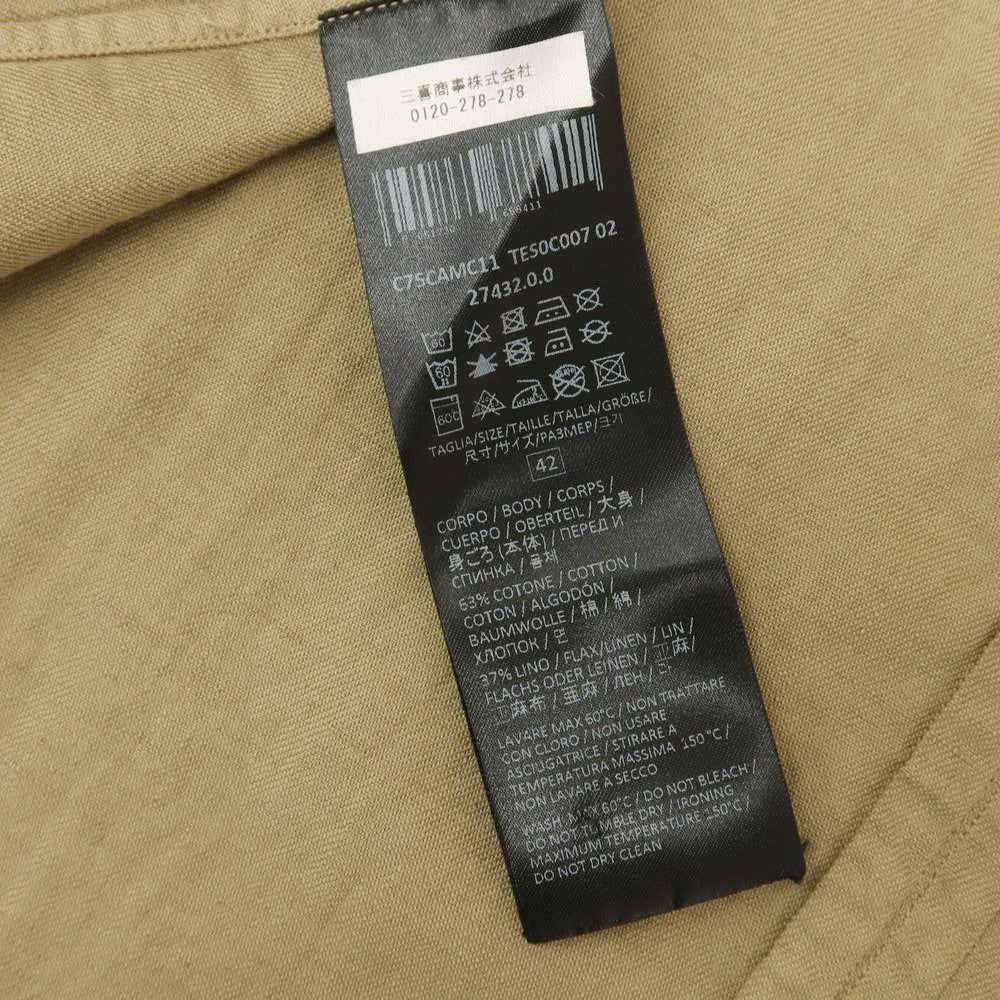 三喜商事株式会社
0120-278-278
C75CAMC11 TES0C007 02
27432.0.0
60
60
60C
TAGLIA/SIZE/TAILLE/TALLA/GRÖßE/
尺寸/サイズ/РАЗМЕР/크기
42
CORPO / BODY / CORPS /
CUERPO / OBERTEIL / 大身 /
身ごろ (本体) / ПЕРЕД И
СПИНКА / 몸체
63% COTONE / COTTON /
COTON / ALGODÓN /
BAUMWOLLE / 棉 / 綿 /
ХЛОПОК / 면
37% LINO / FLAX/LINEN / LIN /
FLACHS ODER LEINEN / 亚麻/
亜麻 / ЛЕН /
LAVARE MAX 60°C / NON TRATTARE
CON CLORO / NON USARE
ASCIUGATRICE / STIRARE A
TEMPERATURA MASSIMA 150°C /
NON LAVARE A SECCO
WASH MAX 60°C / DO NOT BLEACH /
DO NOT TUMBLE DRY / IRONING
MAXIMUM TEMPERATURE 150°C /
DO NOT DRY CLEAN